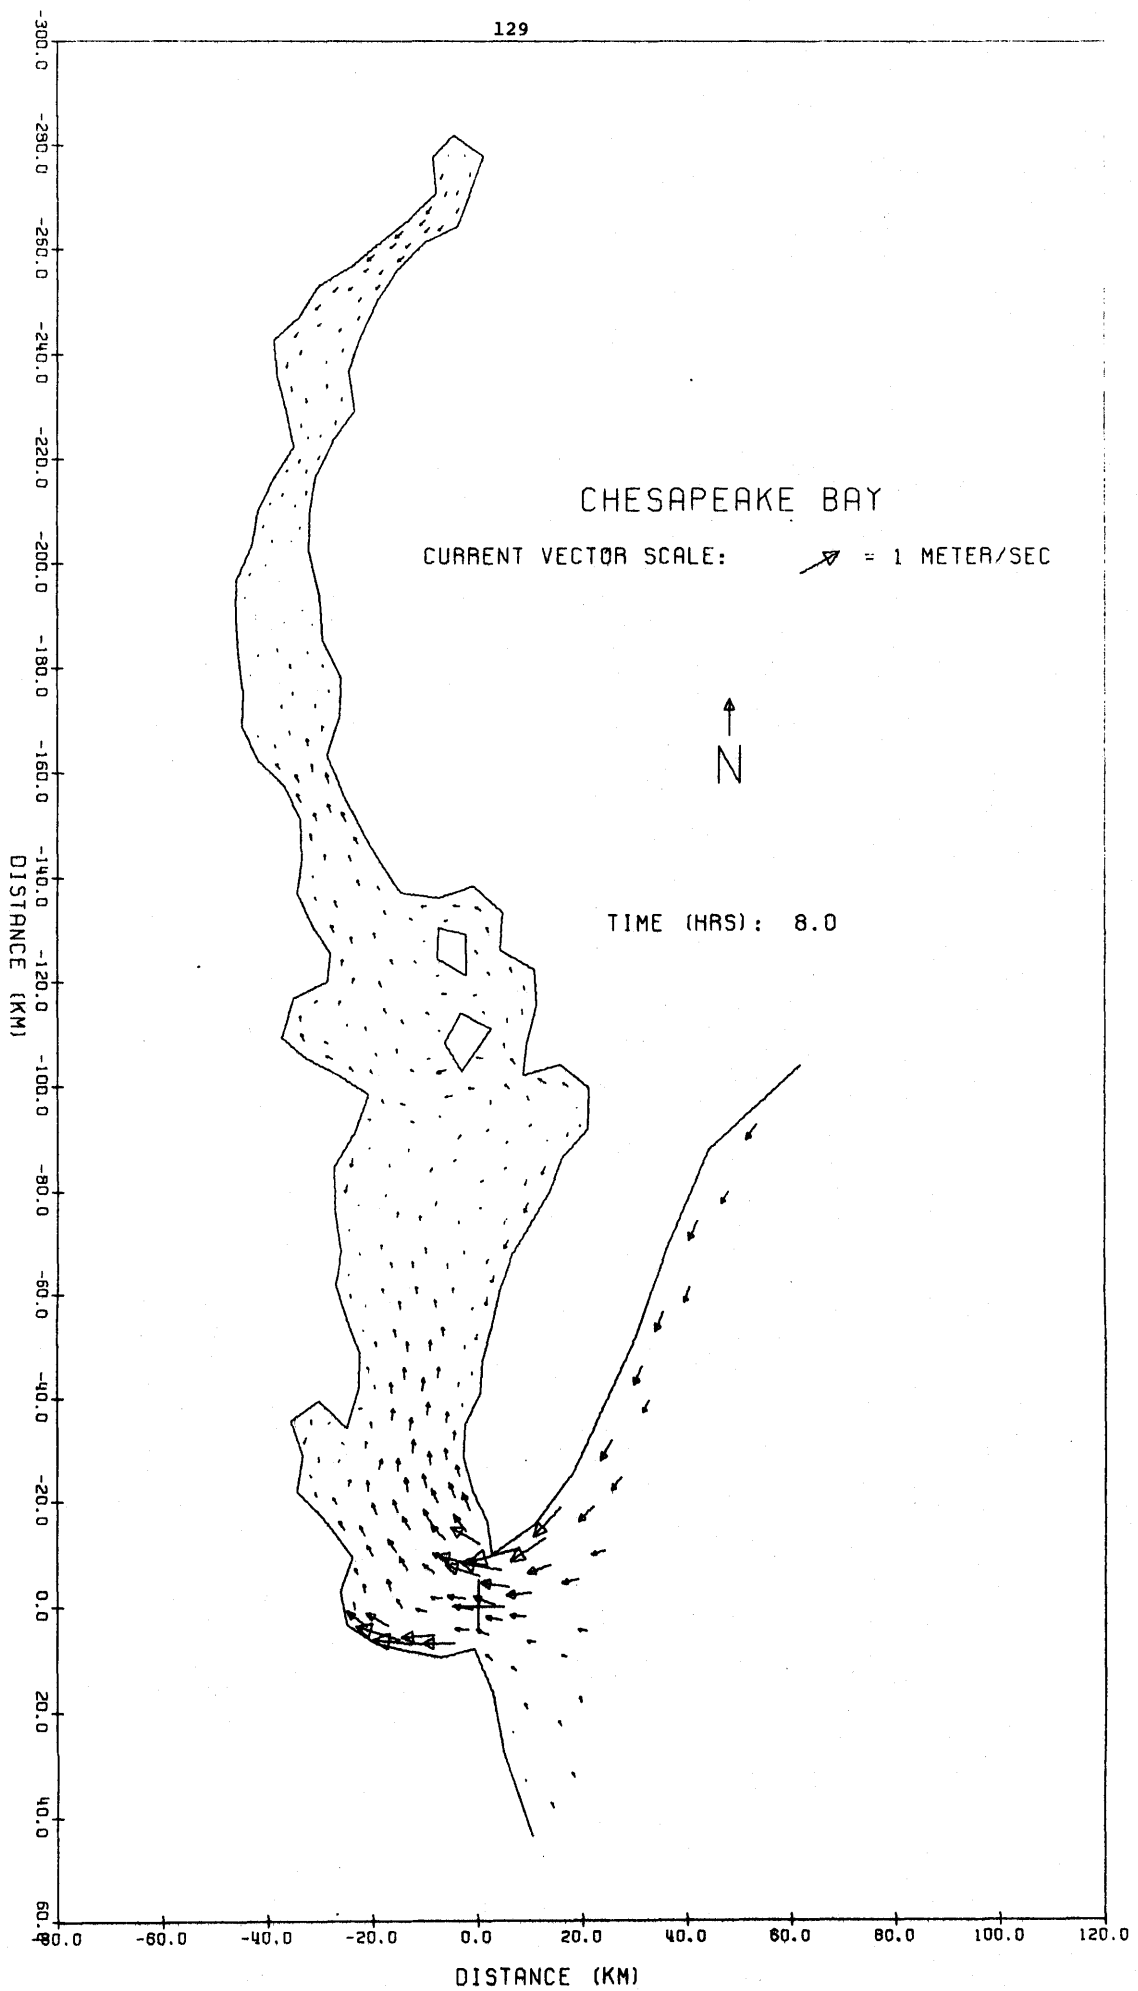 129
-300.0
-280.0
-260.0
-240.0
-220.0
-200.0
-180.0
-160.0
-140.0
-120.0
-100.0
-80.0
-60.0
-40.0
-20.0
0.0
20.0
40.0
60.0
DISTANCE (KM)
CHESAPEAKE BAY
CURRENT VECTOR SCALE: = 1 METER/SEC
N
TIME (HRS): 8.0
-80.0 -60.0 -40.0 -20.0 0.0 20.0 40.0 60.0 80.0 100.0 120.0
DISTANCE (KM)